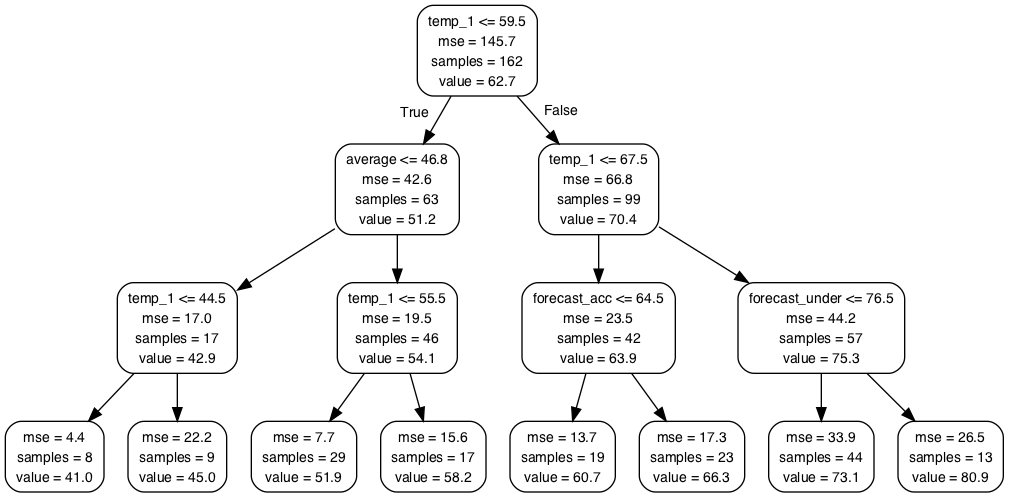 temp_1 <= 59.5
mse = 145.7
samples = 162
value = 62.7
True
False
average <= 46.8
mse = 42.6
samples = 63
value = 51.2
temp_1 <= 67.5
mse = 66.8
samples = 99
value = 70.4
temp_1 <= 44.5
mse = 17.0
samples = 17
value = 42.9
temp_1 <= 55.5
mse = 19.5
samples = 46
value = 54.1
forecast_acc <= 64.5
mse = 23.5
samples = 42
value = 63.9
forecast_under <= 76.5
mse = 44.2
samples = 57
value = 75.3
mse = 4.4
samples = 8
value = 41.0
mse = 22.2
samples = 9
value = 45.0
mse = 7.7
samples = 29
value = 51.9
mse = 15.6
samples = 17
value = 58.2
mse = 13.7
samples = 19
value = 60.7
mse = 17.3
samples = 23
value = 66.3
mse = 33.9
samples = 44
value = 73.1
mse = 26.5
samples = 13
value = 80.9